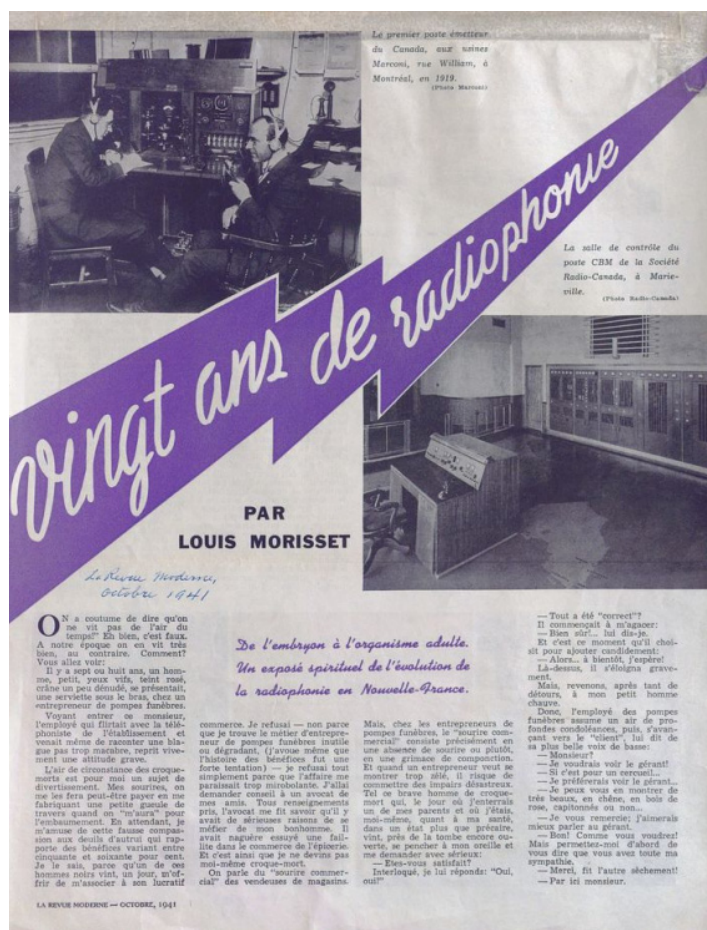 Le premier poste émetteur
du Canada, aux usines
Marconi, rue William, à
Montréal, en 1919.
(Photo Marconi)
vingt ans de radiophonie
La salle de contrôle du
poste CBM de la Société
Radio-Canada, à Marie-
ville.
(Photo Radio-Canada)
PAR
LOUIS MORISSET
La Revue Moderne,
octobre 1941
De l'embryon à l'organisme adulte.
Un exposé spirituel de l'évolution de
la radiophonie en Nouvelle-France.
ON a coutume de dire qu'on
ne vit pas de l'air du
temps!" Eh bien, c'est faux.
A notre époque on en vit très
bien, au contraire. Comment?
Vous allez voir:
Il y a sept ou huit ans, un hom-
me, petit, yeux vifs, teint rosé,
crâne un peu dénudé, se présentait,
une serviette sous le bras, chez un
entrepreneur de pompes funèbres.
Voyant entrer ce monsieur,
l'employé qui flirtait avec la télé-
phoniste de l'établissement et
venait même de raconter une bla-
gue pas trop macabre, reprit vive-
ment une attitude grave.
L'air de circonstance des croque-
morts est pour moi un sujet de
divertissement. Mes sourires, on
me les fera peut-être payer en me
fabriquant une petite gueule de
travers quand on "m'aura" pour
l'embaumement. En attendant, je
m'amuse de cette fausse compas-
sion aux deuils d'autrui qui rap-
porte des bénéfices variant entre
cinquante et soixante pour cent.
Je le sais, parce qu'un de ces
hommes noirs vint, un jour, m'of-
frir de m'associer à son lucratif
commerce. Je refusai — non parce
que je trouve le métier d'entrepre-
neur de pompes funèbres inutile
ou dégradant, (j'avoue même que
l'histoire des bénéfices fut une
forte tentation) — je refusai tout
simplement parce que l'affaire me
paraissait trop mirobolante. J'allai
demander conseil à un avocat de
mes amis. Tous renseignements
pris, l'avocat me fit savoir qu'il y
avait de sérieuses raisons de se
méfier de mon bonhomme. Il
avait naguère essuyé une fail-
lite dans le commerce de l'épicerie.
Et c'est ainsi que je ne devins pas
moi-même croque-mort.
On parle du "sourire commer-
cial" des vendeuses de magasins.
Mais, chez les entrepreneurs de
pompes funèbres, le "sourire com-
mercial" consiste précisément en
une absence de sourire ou plutôt,
en une grimace de componction.
Et quand un entrepreneur veut se
montrer trop zélé, il risque de
commettre des impairs désastreux.
Tel ce brave homme de croque-
mort qui, le jour où j'enterrais
un de mes parents et où j'étais,
moi-même, quant à ma santé,
dans un état plus que précaire,
vint, près de la tombe encore ou-
verte, se pencher à mon oreille et
me demander avec sérieux:
— Etes-vous satisfait?
Interloqué, je lui réponds: "Oui,
oui?"
— Tout a été "correct"?
Il commençait à m'agacer:
— Bien sûr!... lui dis-je.
Et c'est ce moment qu'il choi-
sit pour ajouter candidement:
— Alors... à bientôt, j'espère!
Là-dessus, il s'éloigna grave-
ment.
Mais, revenons, après tant de
détours, à mon petit homme
chauve.
Donc, l'employé des pompes
funèbres assume un air de pro-
fondes condoléances, puis, s'avan-
çant vers le "client", lui dit de
sa plus belle voix de basse:
— Monsieur?
— Je voudrais voir le gérant!
— Si c'est pour un cercueil...
— Je préférerais voir le gérant...
— Je peux vous en montrer de
très beaux, en chêne, en bois de
rose, capitonnés ou non...
— Je vous remercie; j'aimerais
mieux parler au gérant.
— Bon! Comme vous voudrez!
Mais permettez-moi d'abord de
vous dire que vous avez toute ma
sympathie.
— Merci, fit l'autre sèchement!
— Par ici monsieur.
LA REVUE MODERNE — OCTOBRE, 1941